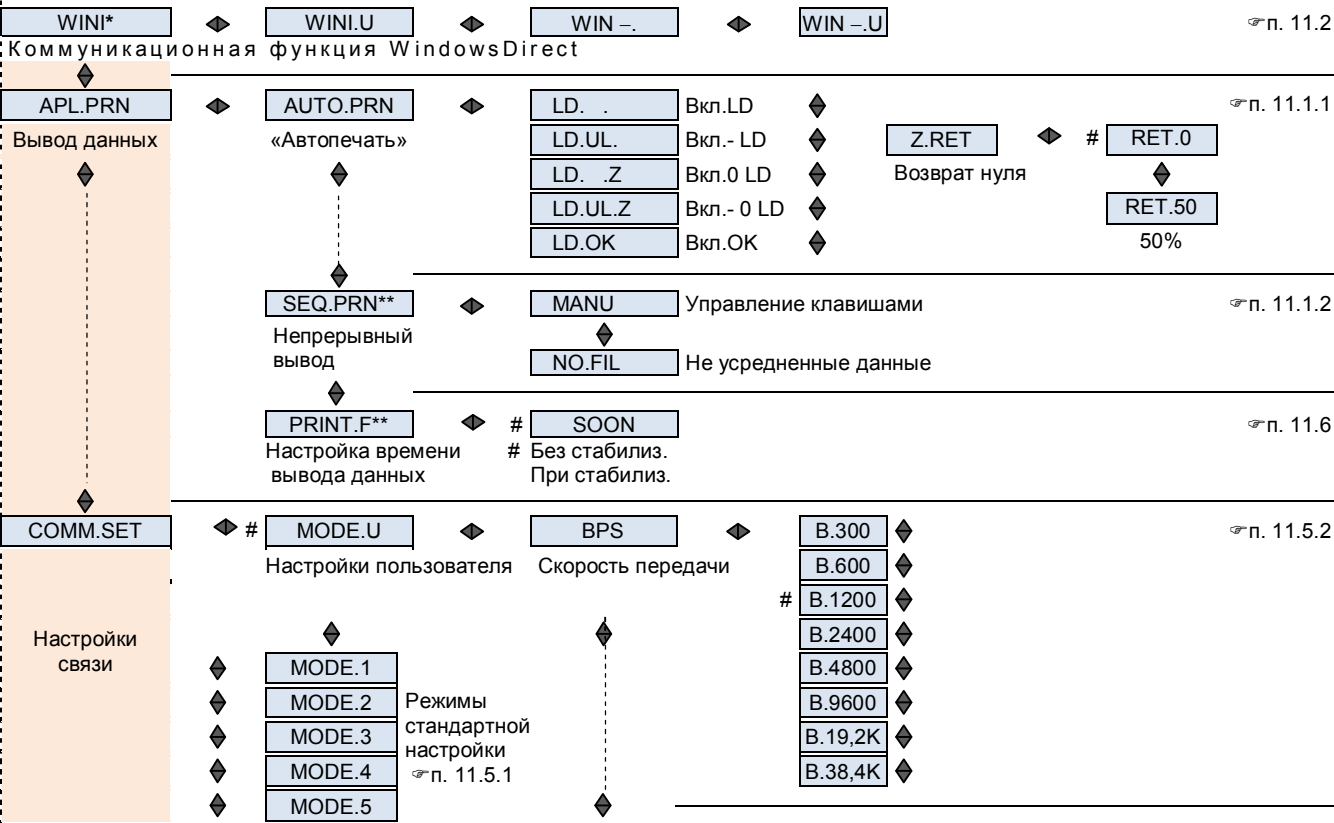 WINI* WINI.U WIN –. WIN –.U ☞п. 11.2
Коммуникационная функция WindowsDirect
APL.PRN AUTO.PRN LD. . Вкл.LD ☞п. 11.1.1
Вывод данных «Автопечать» LD.UL. Вкл.- LD Z.RET # RET.0
LD. .Z Вкл.0 LD Возврат нуля
LD.UL.Z Вкл.- 0 LD RET.50
LD.OK Вкл.OK 50%
SEQ.PRN** MANU Управление клавишами ☞п. 11.1.2
Непрерывный
вывод NO.FIL Не усредненные данные
PRINT.F** # SOON ☞п. 11.6
Настройка времени # Без стабилиз.
вывода данных При стабилиз.
COMM.SET # MODE.U BPS B.300 ☞п. 11.5.2
Настройки пользователя Скорость передачи B.600
# B.1200
Настройки B.2400
связи MODE.1 B.4800
MODE.2 Режимы B.9600
стандартной
MODE.3 настройки B.19,2K
MODE.4 ☞п. 11.5.1 B.38,4K
MODE.5